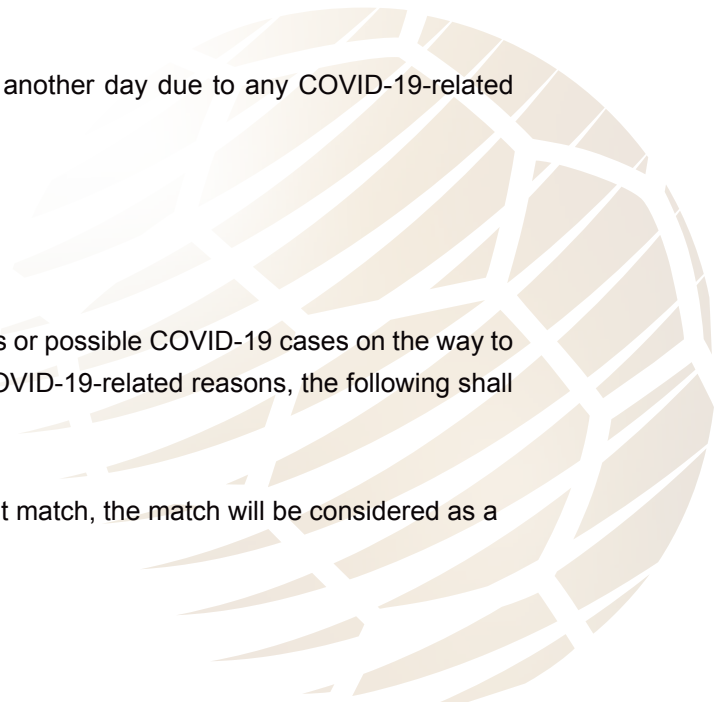 another day due to any COVID-19-related
s or possible COVID-19 cases on the way to
OVID-19-related reasons, the following shall
t match, the match will be considered as a